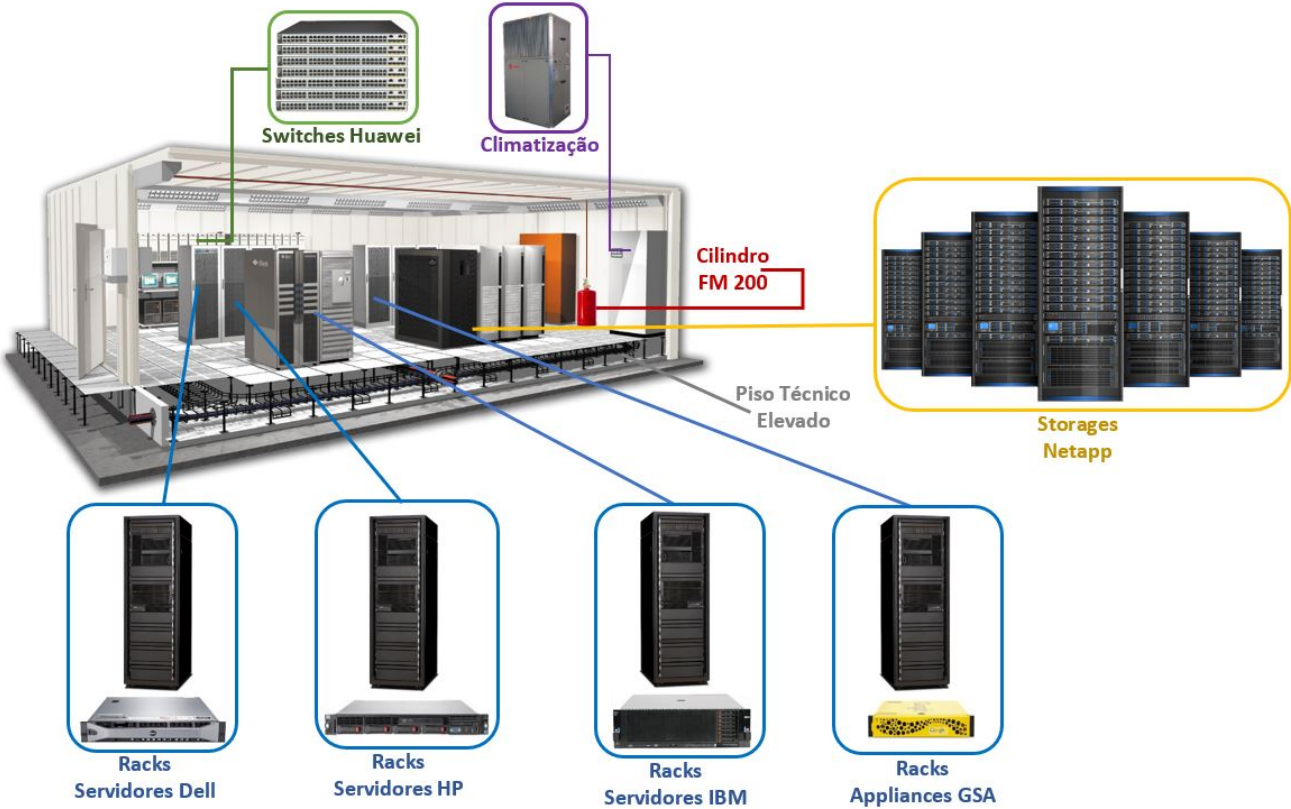 Switches Huawei
Climatização
Cilindro
FM 200
Piso Técnico
Elevado
Storages
Netapp
Racks
Servidores Dell
Racks
Servidores HP
Racks
Servidores IBM
Racks
Appliances GSA